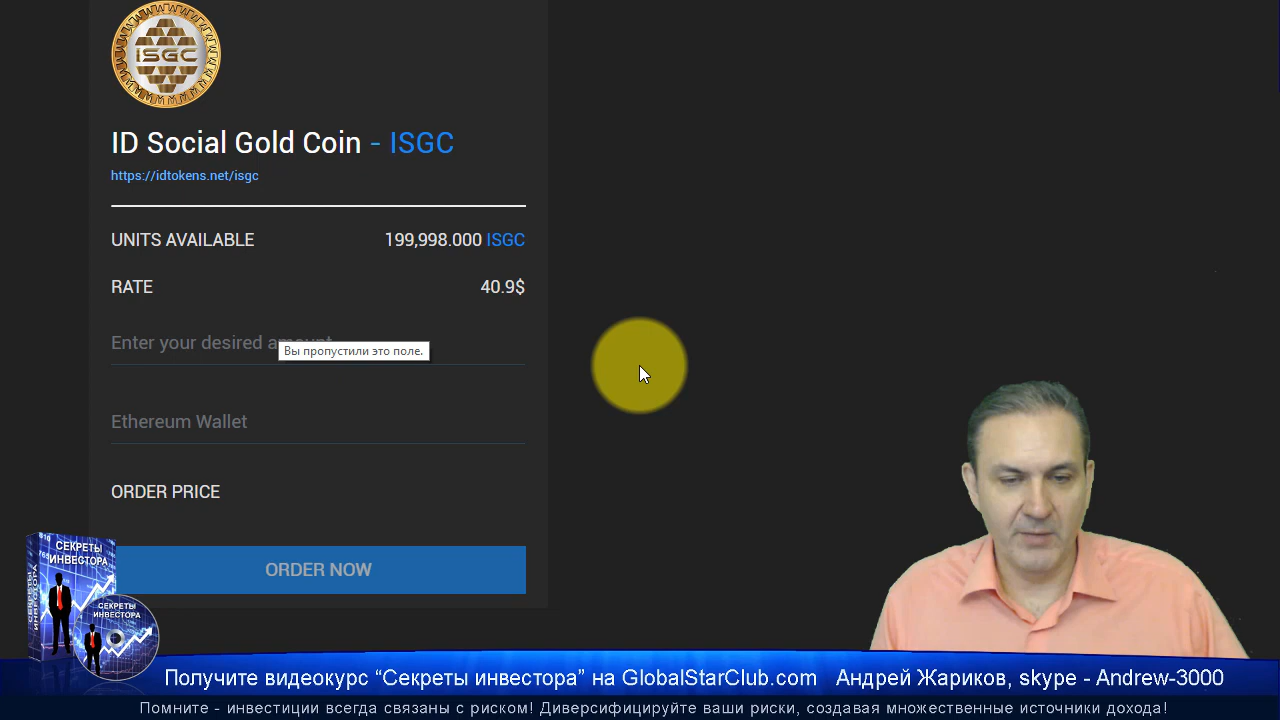 ISGC
ID Social Gold Coin - ISGC
https://idtokens.net/isgc
UNITS AVAILABLE 199,998.000 ISGC
RATE 40.9$
Enter your desired
Вы пропустили это поле.
Ethereum Wallet
ORDER PRICE
ORDER NOW
СЕКРЕТЫ
ИНВЕСТОРА
СЕКРЕТЫ
ИНВЕСТОРА
Получите видеокурс “Секреты инвестора” на GlobalStarClub.com Андрей Жариков, skype - Andrew-3000
Помните - инвестиции всегда связаны с риском! Диверсифицируйте ваши риски, создавая множественные источники дохода!